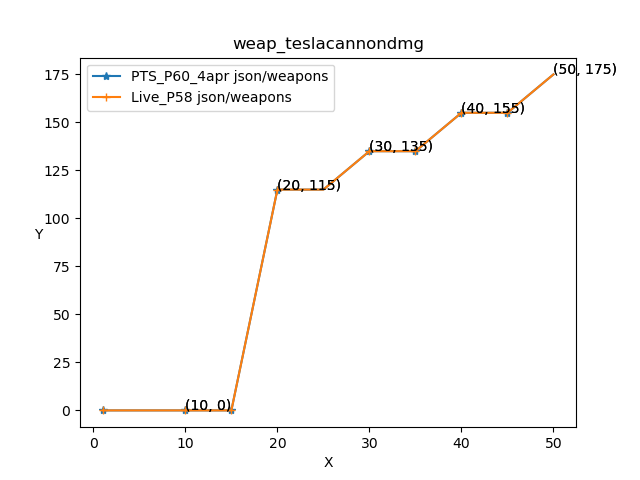 weap_teslacannondmg
PTS_P60_4apr json/weapons
Live_P58 json/weapons
(50, 175)
(40, 155)
(30, 135)
(20, 115)
(10, 0)
175
150
125
100
75
50
25
0
Y
0 10 20 30 40 50
X